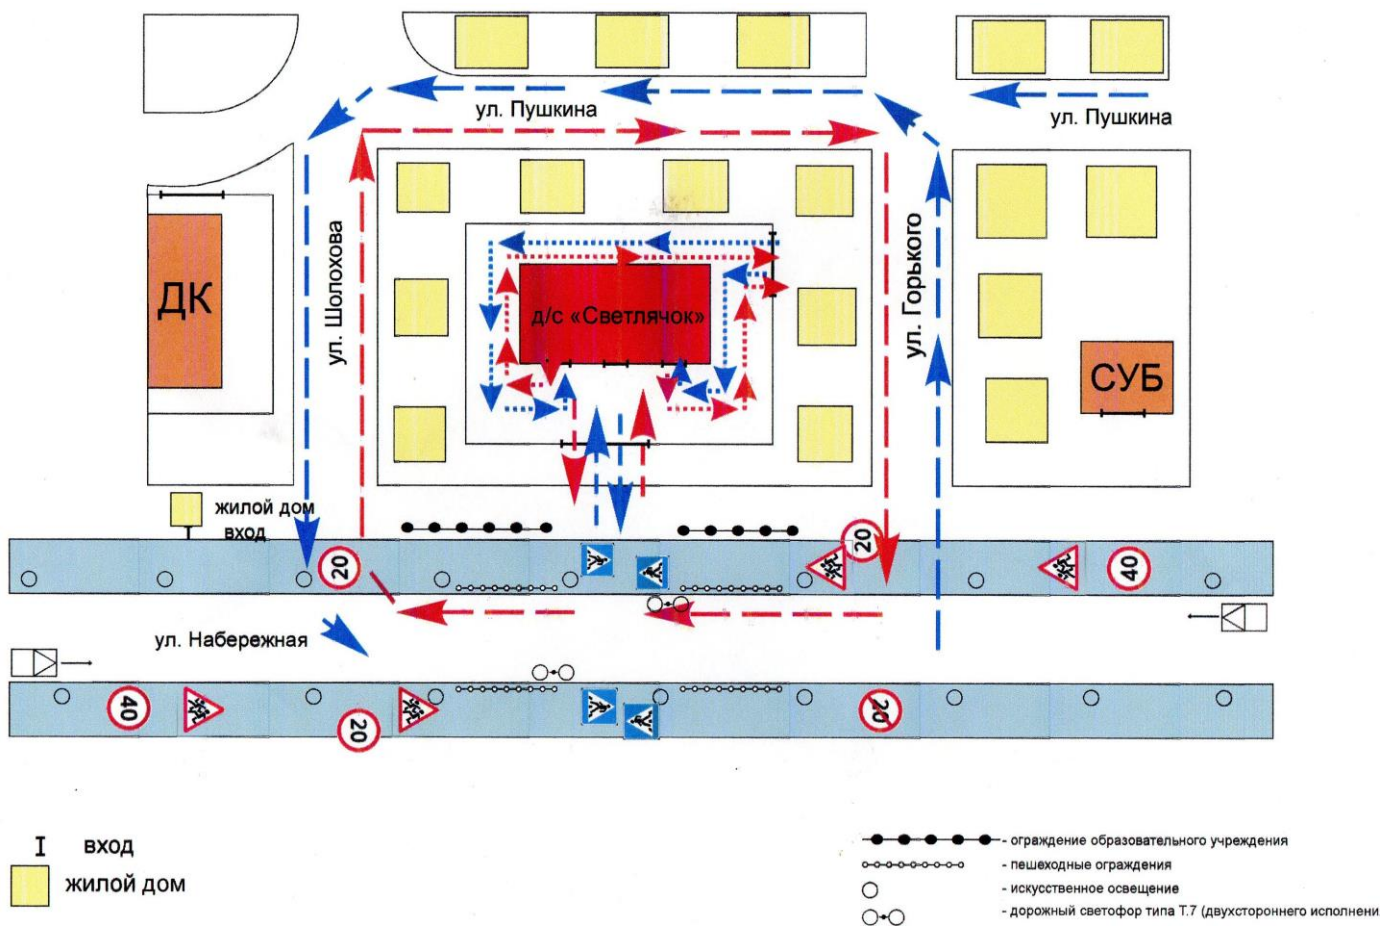 ул. Пушкина
ул. Пушкина
ул. Шолохова
ул. Горького
ДК
д/с «Светлячок»
СУБ
жилой дом
вход
20
20
40
ул. Набережная
40
20
20
I вход
жилой дом
- ограждение образовательного учреждения
- пешеходные ограждения
- искусственное освещение
- дорожный светофор типа Т.7 (двухстороннего исполнени